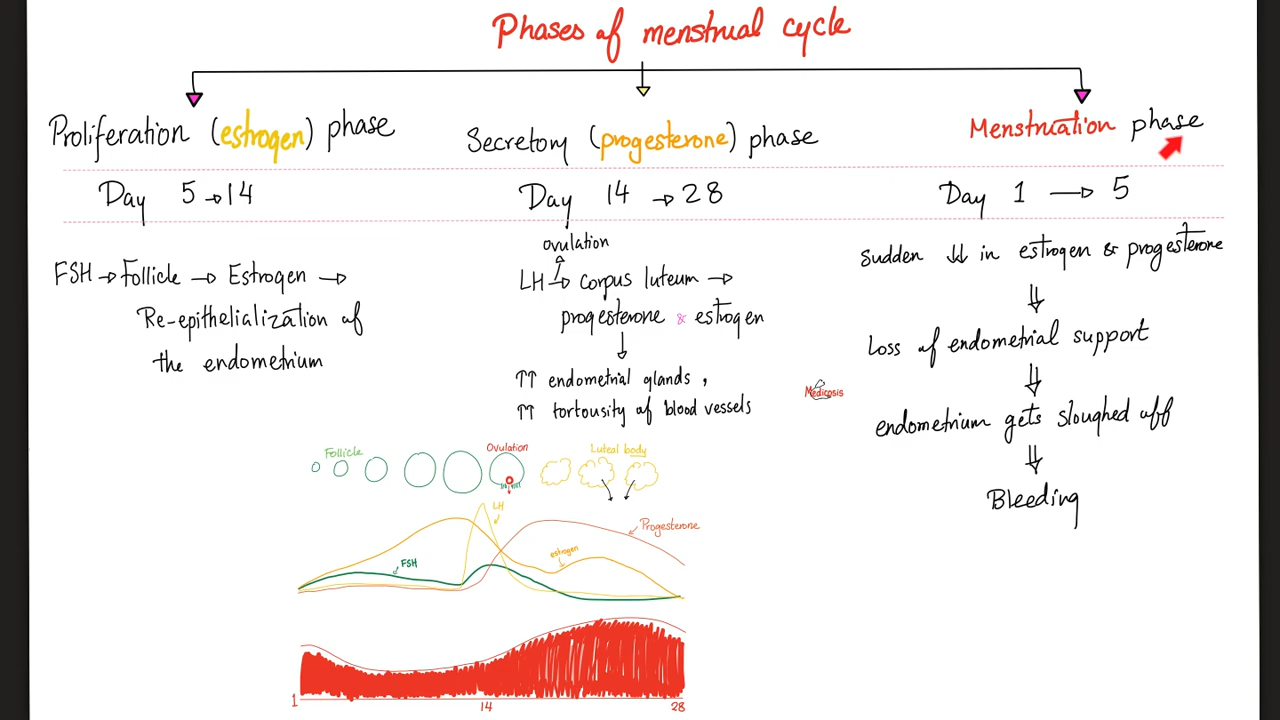 Phases of menstrual cycle
Proliferation (estrogen) phase
Day 5 → 14
FSH → Follicle → Estrogen →
Re-epithelialization of
the endometrium
Secretory (progesterone) phase
Day 14 → 28
ovulation
LH → corpus luteum →
progesterone & estrogen
↓
↑↑ endometrial glands,
↑↑ tortousity of blood vessels
Menstruation phase
Day 1 → 5
Sudden ↓↓ in estrogen & progesterone
⇓
Loss of endometrial support
⇓
endometrium gets sloughed off
⇓
Bleeding
Medicosis
Follicle
Ovulation
Luteal body
LH
Progesterone
estrogen
FSH
1 14 28